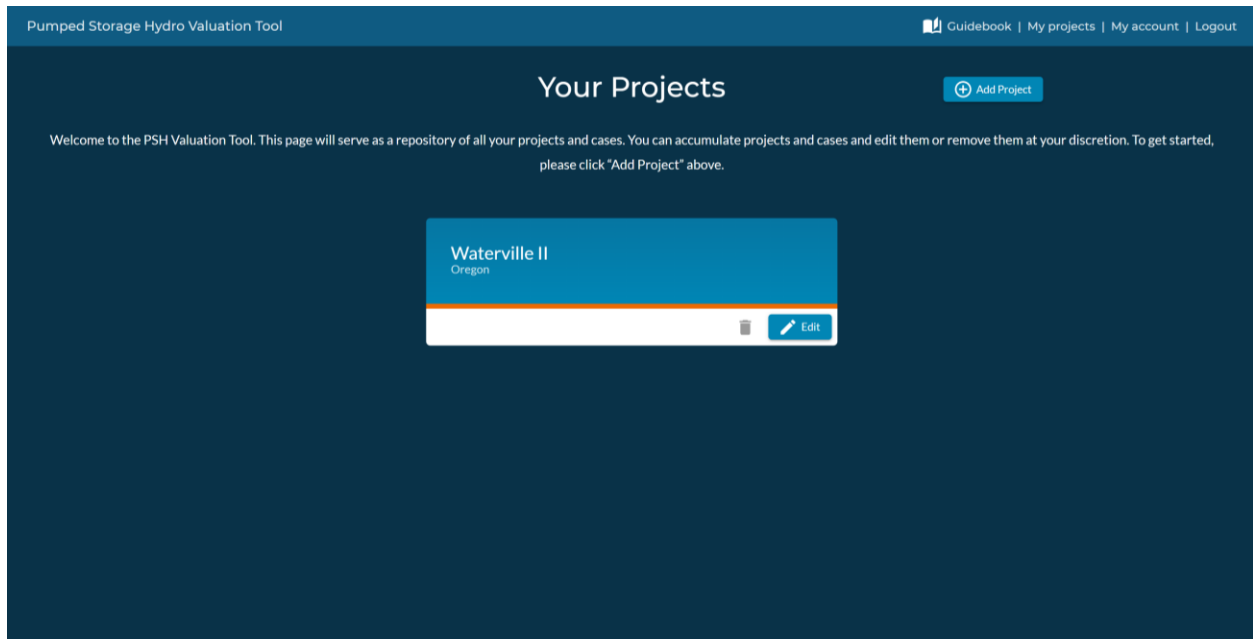 Pumped Storage Hydro Valuation Tool
Guidebook | My projects | My account | Logout
Your Projects
Add Project
Welcome to the PSH Valuation Tool. This page will serve as a repository of all your projects and cases. You can accumulate projects and cases and edit them or remove them at your discretion. To get started,
please click "Add Project" above.
Waterville II
Oregon
Edit